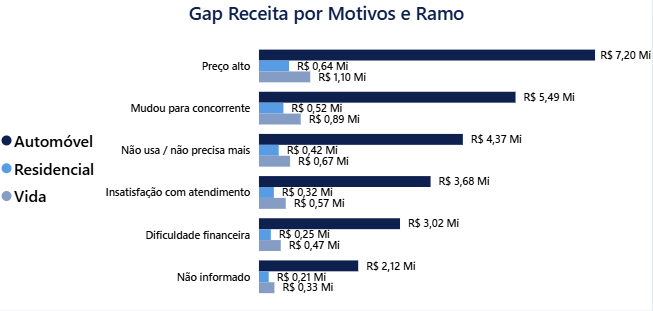 Gap Receita por Motivos e Ramo
Automóvel
Residencial
Vida
Preço alto
R$ 7,20 Mi
R$ 0,64 Mi
R$ 1,10 Mi
Mudou para concorrente
R$ 5,49 Mi
R$ 0,52 Mi
R$ 0,89 Mi
Não usa / não precisa mais
R$ 4,37 Mi
R$ 0,42 Mi
R$ 0,67 Mi
Insatisfação com atendimento
R$ 3,68 Mi
R$ 0,32 Mi
R$ 0,57 Mi
Dificuldade financeira
R$ 3,02 Mi
R$ 0,25 Mi
R$ 0,47 Mi
Não informado
R$ 2,12 Mi
R$ 0,21 Mi
R$ 0,33 Mi